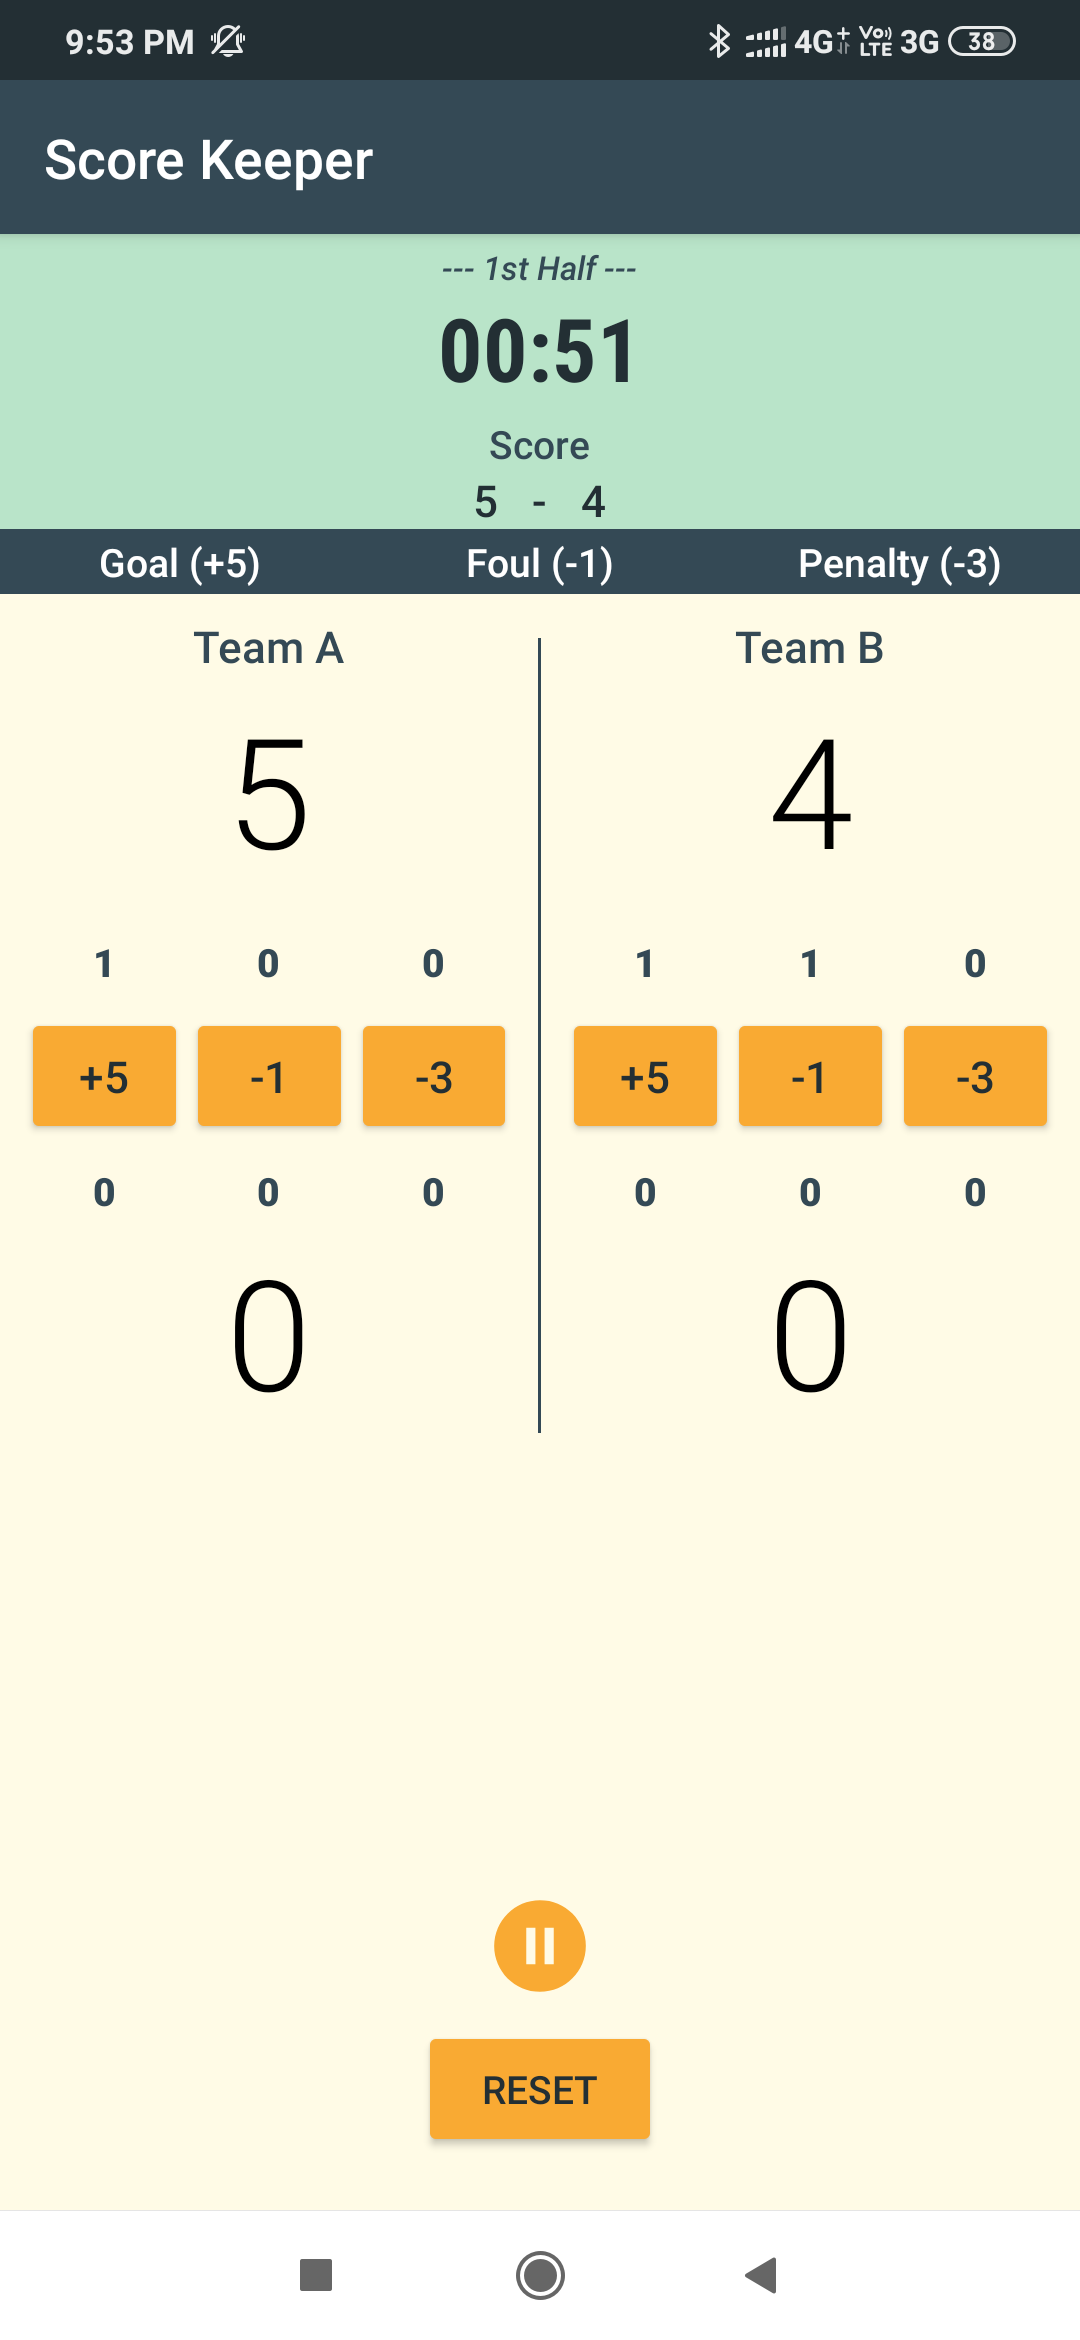 9:53 PM 4G+ Vo)) LTE 3G 38
Score Keeper
--- 1st Half ---
00:51
Score
5 - 4
Goal (+5) Foul (-1) Penalty (-3)
Team A Team B
5 4
1 0 0 1 1 0
+5 -1 -3 +5 -1 -3
0 0 0 0 0 0
0 0
RESET